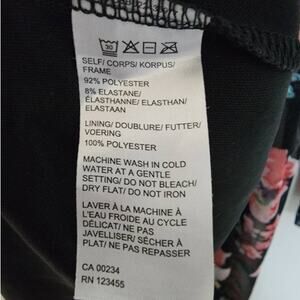 30
SELF/ CORPS/ KORPUS/
FRAME
92% POLYESTER
8% ELASTANE/
ÉLASTHANNE/ ELASTHAN/
ELASTAAN
LINING/ DOUBLURE/ FUTTER/
VOERING
100% POLYESTER
MACHINE WASH IN COLD
WATER AT A GENTLE
SETTING/ DO NOT BLEACH/
DRY FLAT/ DO NOT IRON
LAVER À LA MACHINE À
L'EAU FROIDE AU CYCLE
DÉLICAT/ NE PAS
JAVELLISER/ SÉCHER À
PLAT/ NE PAS REPASSER
CA 00234
RN 123455